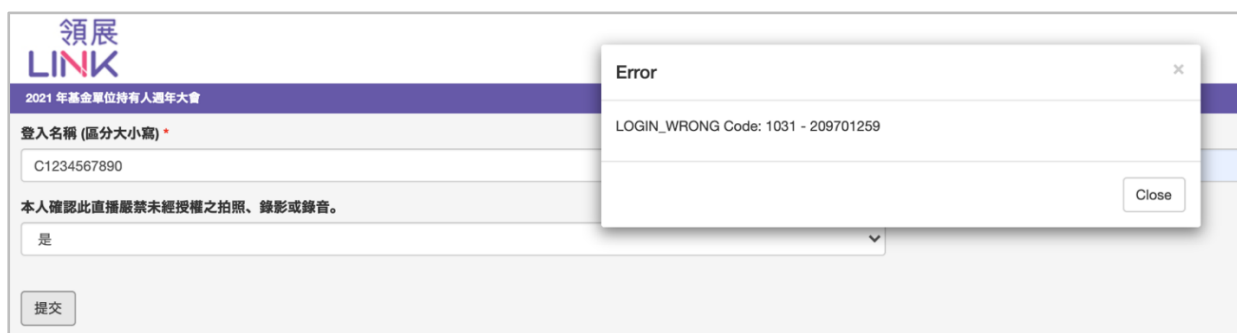 領展
LINK
2021 年基金單位持有人週年大會
登入名稱 (區分大小寫) *
C1234567890
本人確認此直播嚴禁未經授權之拍照、錄影或錄音。
是
提交
Error
×
LOGIN_WRONG Code: 1031 - 209701259
Close